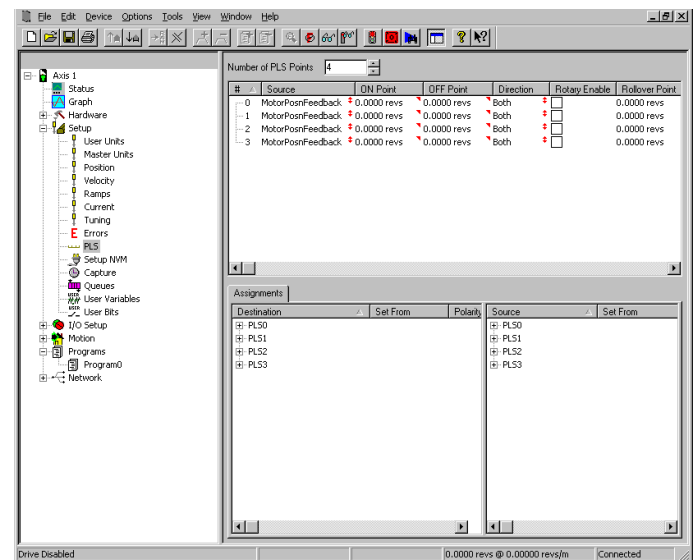 File Edit Device Options Tools View Window Help
Number of PLS Points 4
Axis 1
Status
Graph
Hardware
Setup
User Units
Master Units
Position
Velocity
Ramps
Current
Tuning
E Errors
PLS
Setup NVM
Capture
Queues
User Variables
User Bits
I/O Setup
Motion
Programs
Program0
Network
# Source ON Point OFF Point Direction Rotary Enable Rollover Point
0 MotorPosnFeedback 0.0000 revs 0.0000 revs Both 0.0000 revs
1 MotorPosnFeedback 0.0000 revs 0.0000 revs Both 0.0000 revs
2 MotorPosnFeedback 0.0000 revs 0.0000 revs Both 0.0000 revs
3 MotorPosnFeedback 0.0000 revs 0.0000 revs Both 0.0000 revs
Assignments
Destination Set From Polarity
PLS0
PLS1
PLS2
PLS3
Source Set From
PLS0
PLS1
PLS2
PLS3
Drive Disabled 0.0000 revs @ 0.00000 revs/m Connected